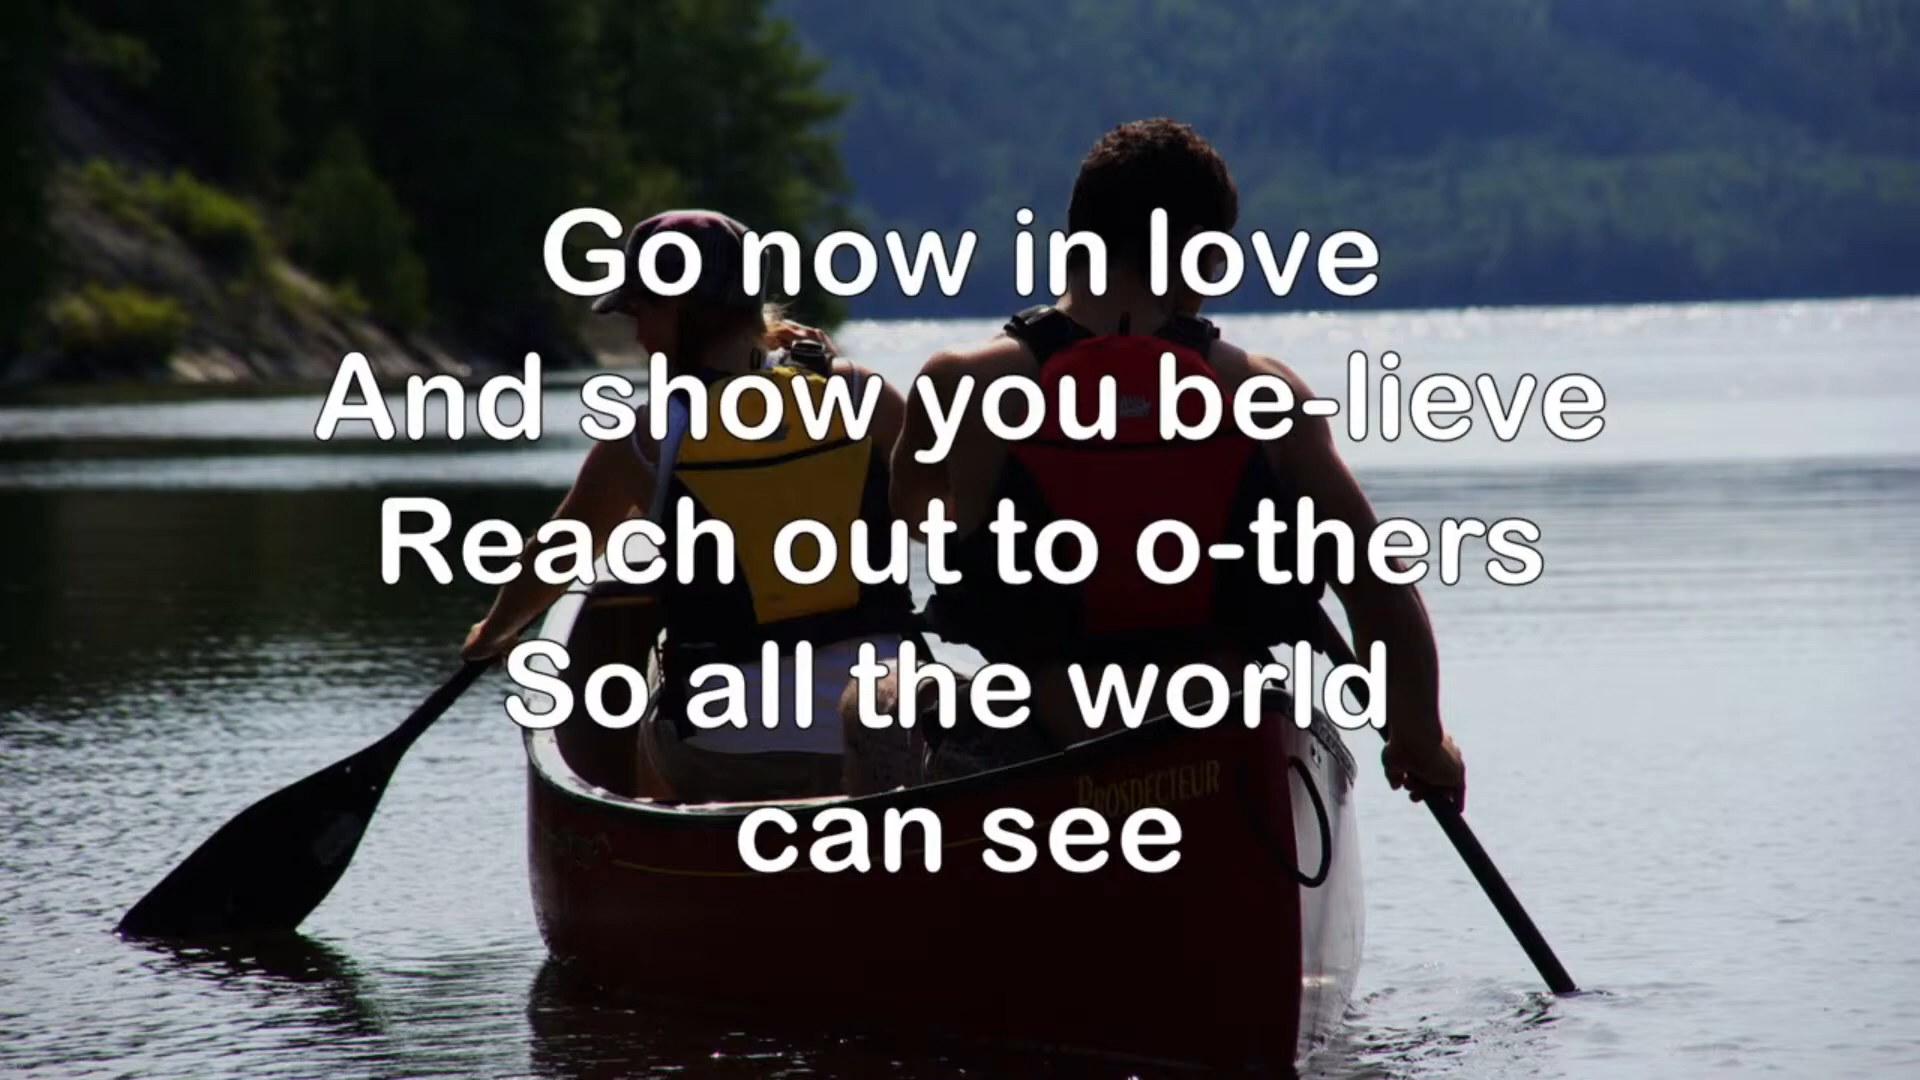 Go now in love
And show you be-lieve
Reach out to o-thers
So all the world
can see
PROSPECTEUR